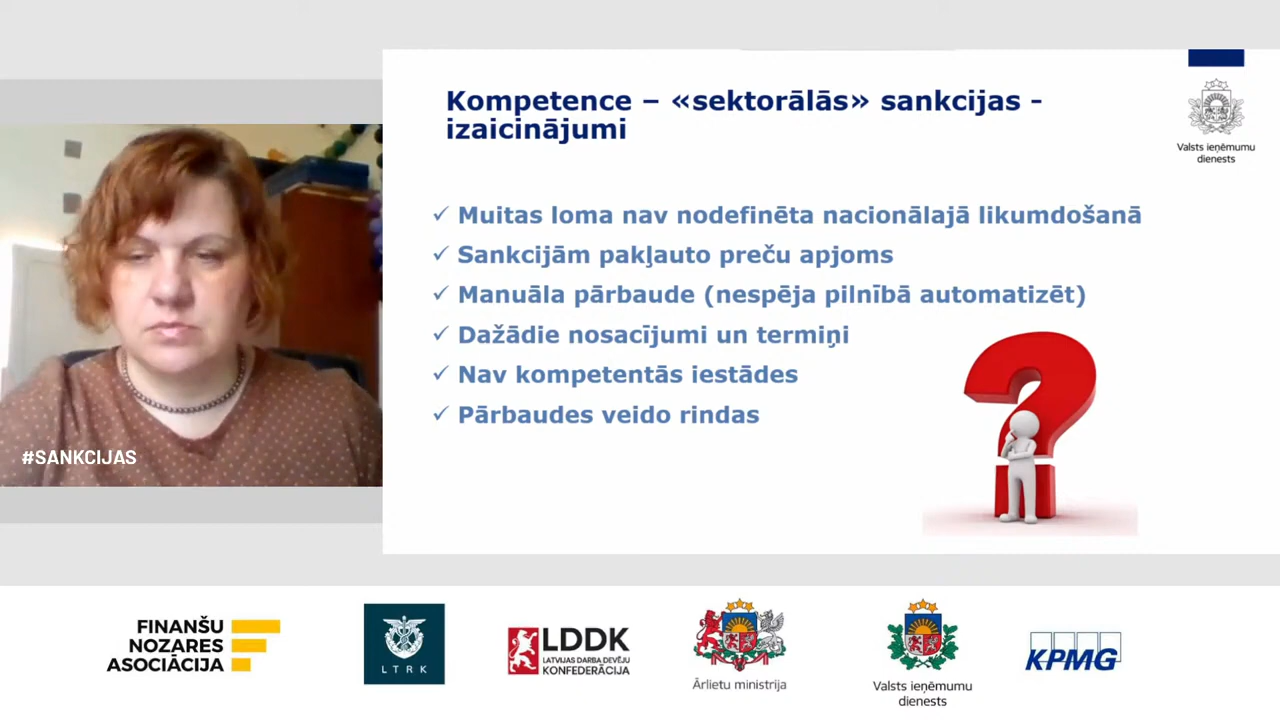 Kompetence – «sektorālās» sankcijas -
izaicinājumi
Valsts ieņēmumu
dienests
✓ Muitas loma nav nodefinēta nacionālajā likumdošanā
✓ Sankcijām pakļauto preču apjoms
✓ Manuāla pārbaude (nespēja pilnībā automatizēt)
✓ Dažādie nosacījumi un termiņi
✓ Nav kompetentās iestādes
✓ Pārbaudes veido rindas
#SANKCIJAS
FINANŠU
NOZARES
ASOCIĀCIJA
LTRK
LDDK
LATVIJAS DARBA DEVĒJU
KONFEDERĀCIJA
Ārlietu ministrija
Valsts ieņēmumu
dienests
KPMG